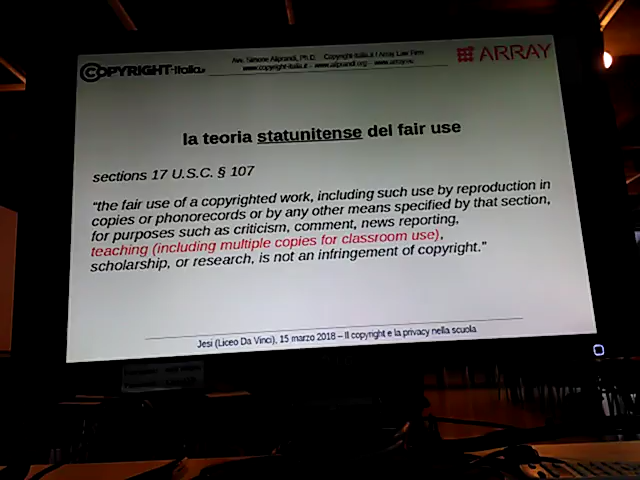 COPYRIGHT-Italia.it
Avv. Simone Aliprandi, Ph.D. - Copyright-Italia.it / Array Law Firm
www.copyright-italia.it - www.aliprandi.org - www.array.eu
ARRAY
la teoria statunitense del fair use
sections 17 U.S.C. § 107
"the fair use of a copyrighted work, including such use by reproduction in
copies or phonorecords or by any other means specified by that section,
for purposes such as criticism, comment, news reporting,
teaching (including multiple copies for classroom use),
scholarship, or research, is not an infringement of copyright."
Jesi (Liceo Da Vinci), 15 marzo 2018 – Il copyright e la privacy nella scuola